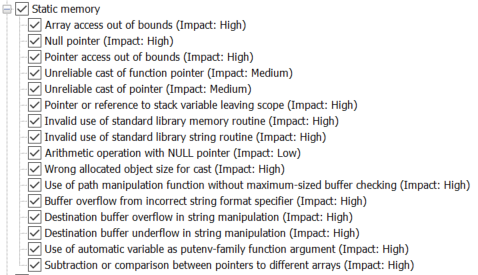 Static memory
Array access out of bounds (Impact: High)
Null pointer (Impact: High)
Pointer access out of bounds (Impact: High)
Unreliable cast of function pointer (Impact: Medium)
Unreliable cast of pointer (Impact: Medium)
Pointer or reference to stack variable leaving scope (Impact: High)
Invalid use of standard library memory routine (Impact: High)
Invalid use of standard library string routine (Impact: High)
Arithmetic operation with NULL pointer (Impact: Low)
Wrong allocated object size for cast (Impact: High)
Use of path manipulation function without maximum-sized buffer checking (Impact: High)
Buffer overflow from incorrect string format specifier (Impact: High)
Destination buffer overflow in string manipulation (Impact: High)
Destination buffer underflow in string manipulation (Impact: High)
Use of automatic variable as putenv-family function argument (Impact: High)
Subtraction or comparison between pointers to different arrays (Impact: High)